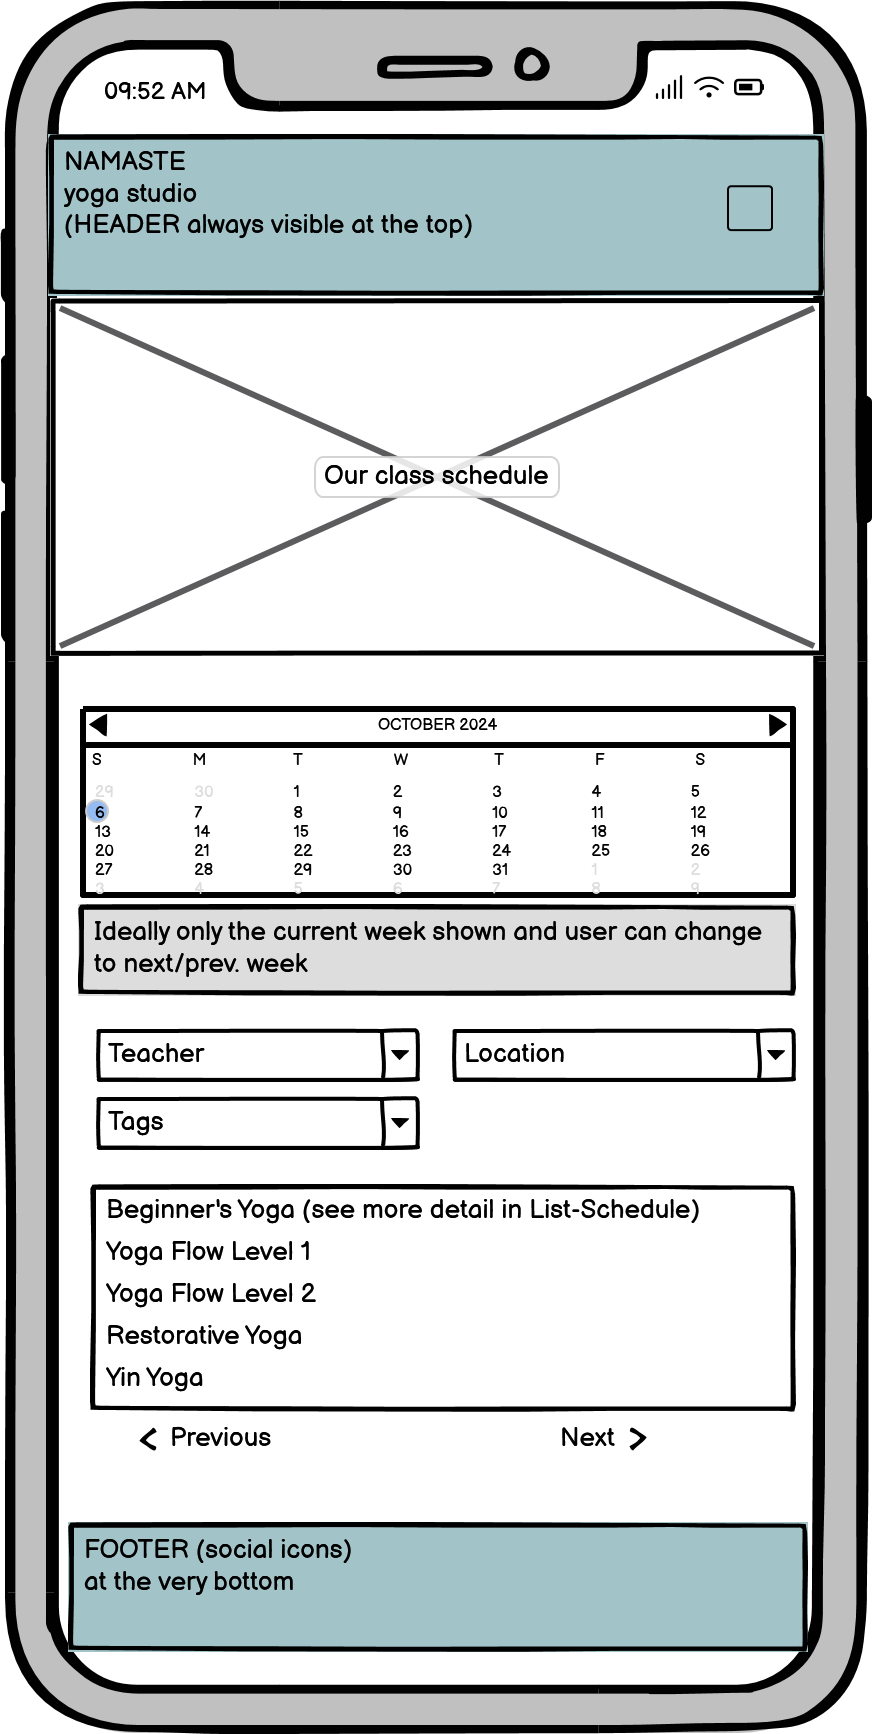 09:52 AM
NAMASTE
yoga studio
(HEADER always visible at the top)
Our class schedule
OCTOBER 2024
S M T W T F S
29 30 1 2 3 4 5
6 7 8 9 10 11 12
13 14 15 16 17 18 19
20 21 22 23 24 25 26
27 28 29 30 31 1 2
3 4 5 6 7 8 9
Ideally only the current week shown and user can change
to next/prev. week
Teacher Location
Tags
Beginner's Yoga (see more detail in List-Schedule)
Yoga Flow Level 1
Yoga Flow Level 2
Restorative Yoga
Yin Yoga
Previous Next
FOOTER (social icons)
at the very bottom